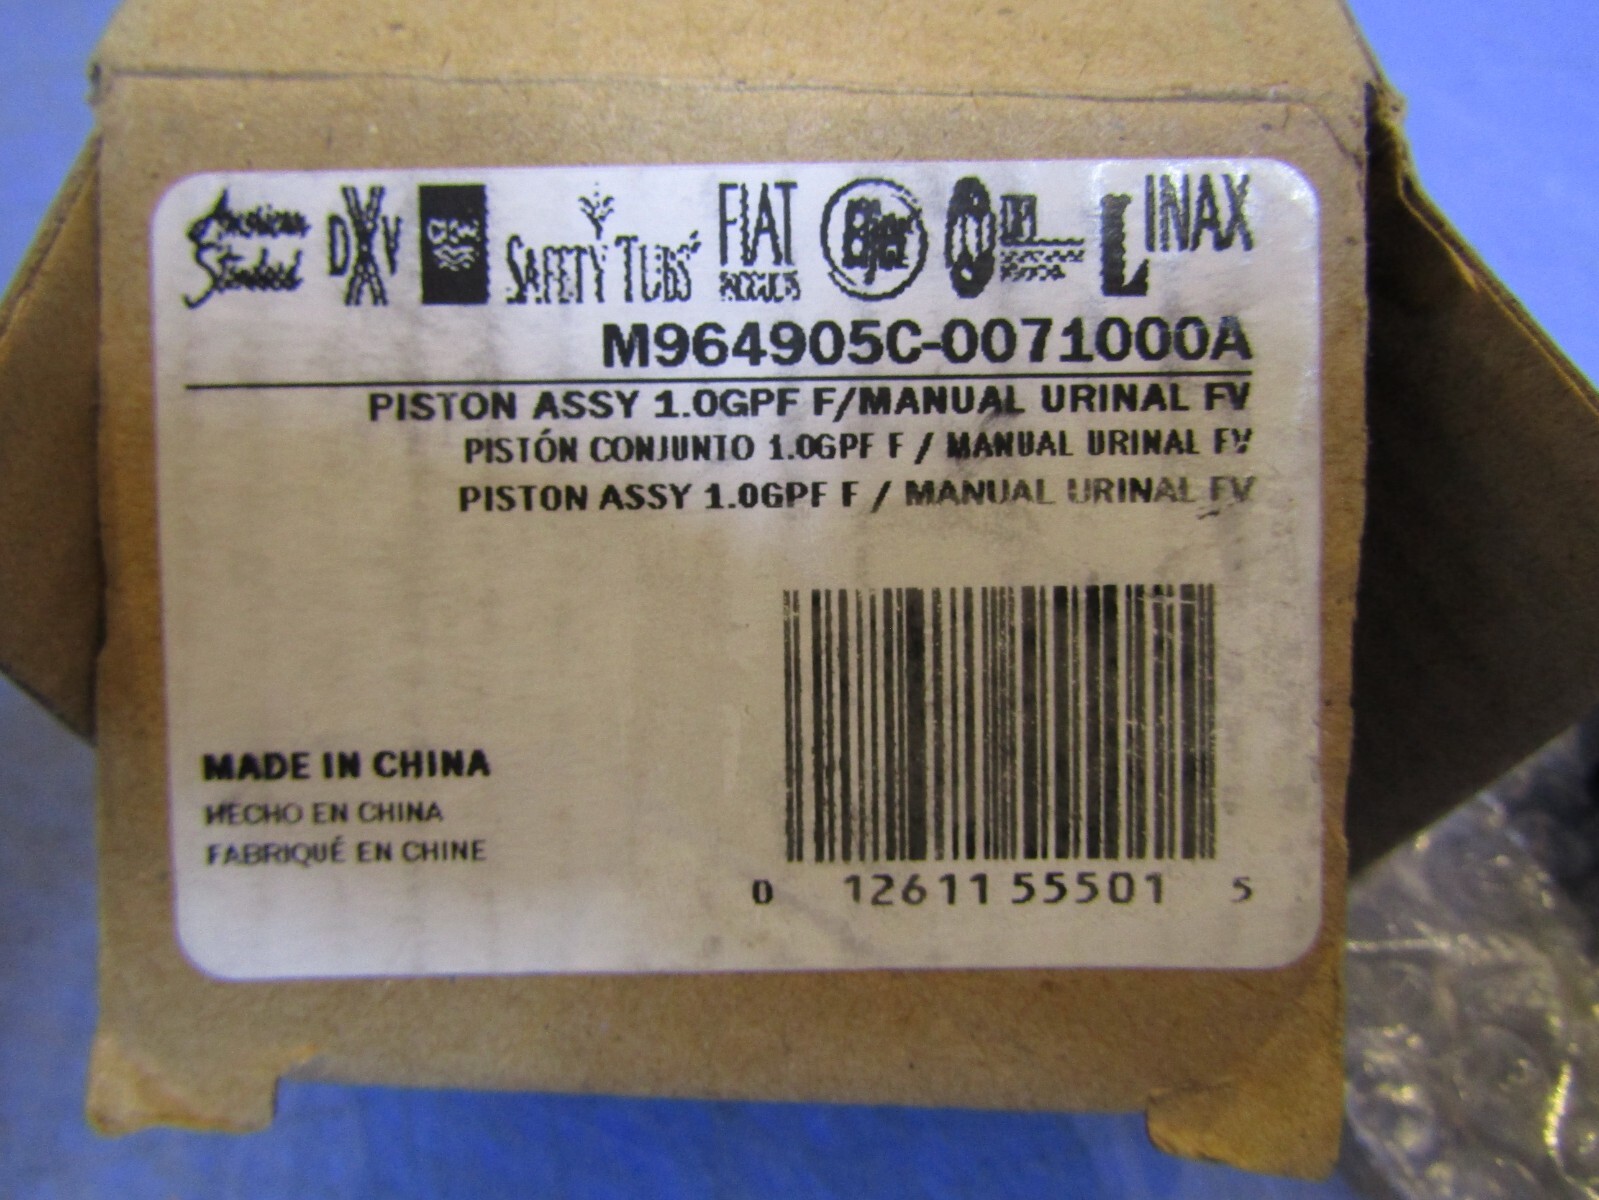 American Standard DXV SAFETY TUBS FIAT PRODUCTS Eljer INAX
M964905C-0071000A
PISTON ASSY 1.0GPF F/MANUAL URINAL FV
PISTÓN CONJUNTO 1.0GPF F / MANUAL URINAL FV
PISTON ASSY 1.0GPF F / MANUAL URINAL FV
MADE IN CHINA
HECHO EN CHINA
FABRIQUÉ EN CHINE
0 12611 55501 5